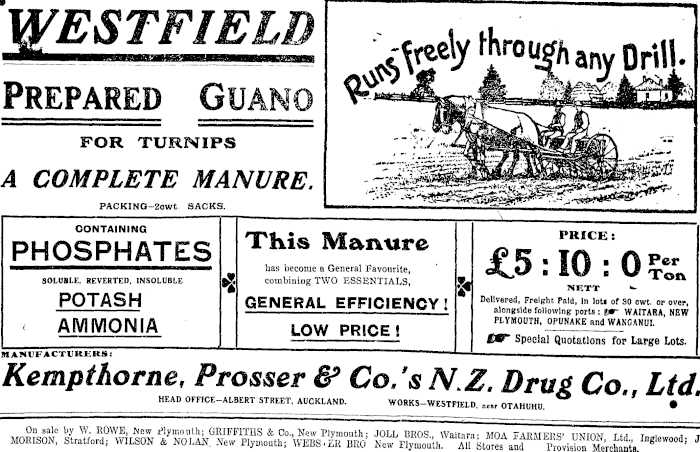 WESTFIELD
PREPARED GUANO
FOR TURNIPS
A COMPLETE MANURE.
PACKING—2cwt. SACKS.
Runs freely through any Drill.
CONTAINING
PHOSPHATES
SOLUBLE, REVERTED, INSOLUBLE
POTASH
AMMONIA
This Manure
has become a General Favourite,
combining TWO ESSENTIALS,
GENERAL EFFICIENCY!
LOW PRICE!
PRICE:
£5:10:0 Per Ton
NETT
Delivered, Freight Paid, in lots of 30 cwt. or over,
alongside following ports: ☛ WAITARA, NEW
PLYMOUTH, OPUNAKE and WANGANUI.
☛ Special Quotations for Large Lots.
MANUFACTURERS:
Kempthorne, Prosser & Co.'s N.Z. Drug Co., Ltd.
HEAD OFFICE—ALBERT STREET, AUCKLAND. WORKS—WESTFIELD, near OTAHUHU.
On sale by W. ROWE, New Plymouth; GRIFFITHS & Co., New Plymouth; JOLL BROS., Waitara; MOA FARMERS' UNION, Ltd., Inglewood; J
MORISON, Stratford; WILSON & NOLAN, New Plymouth; WEBSTER BRO New Plymouth. All Stores and Provision Merchants.